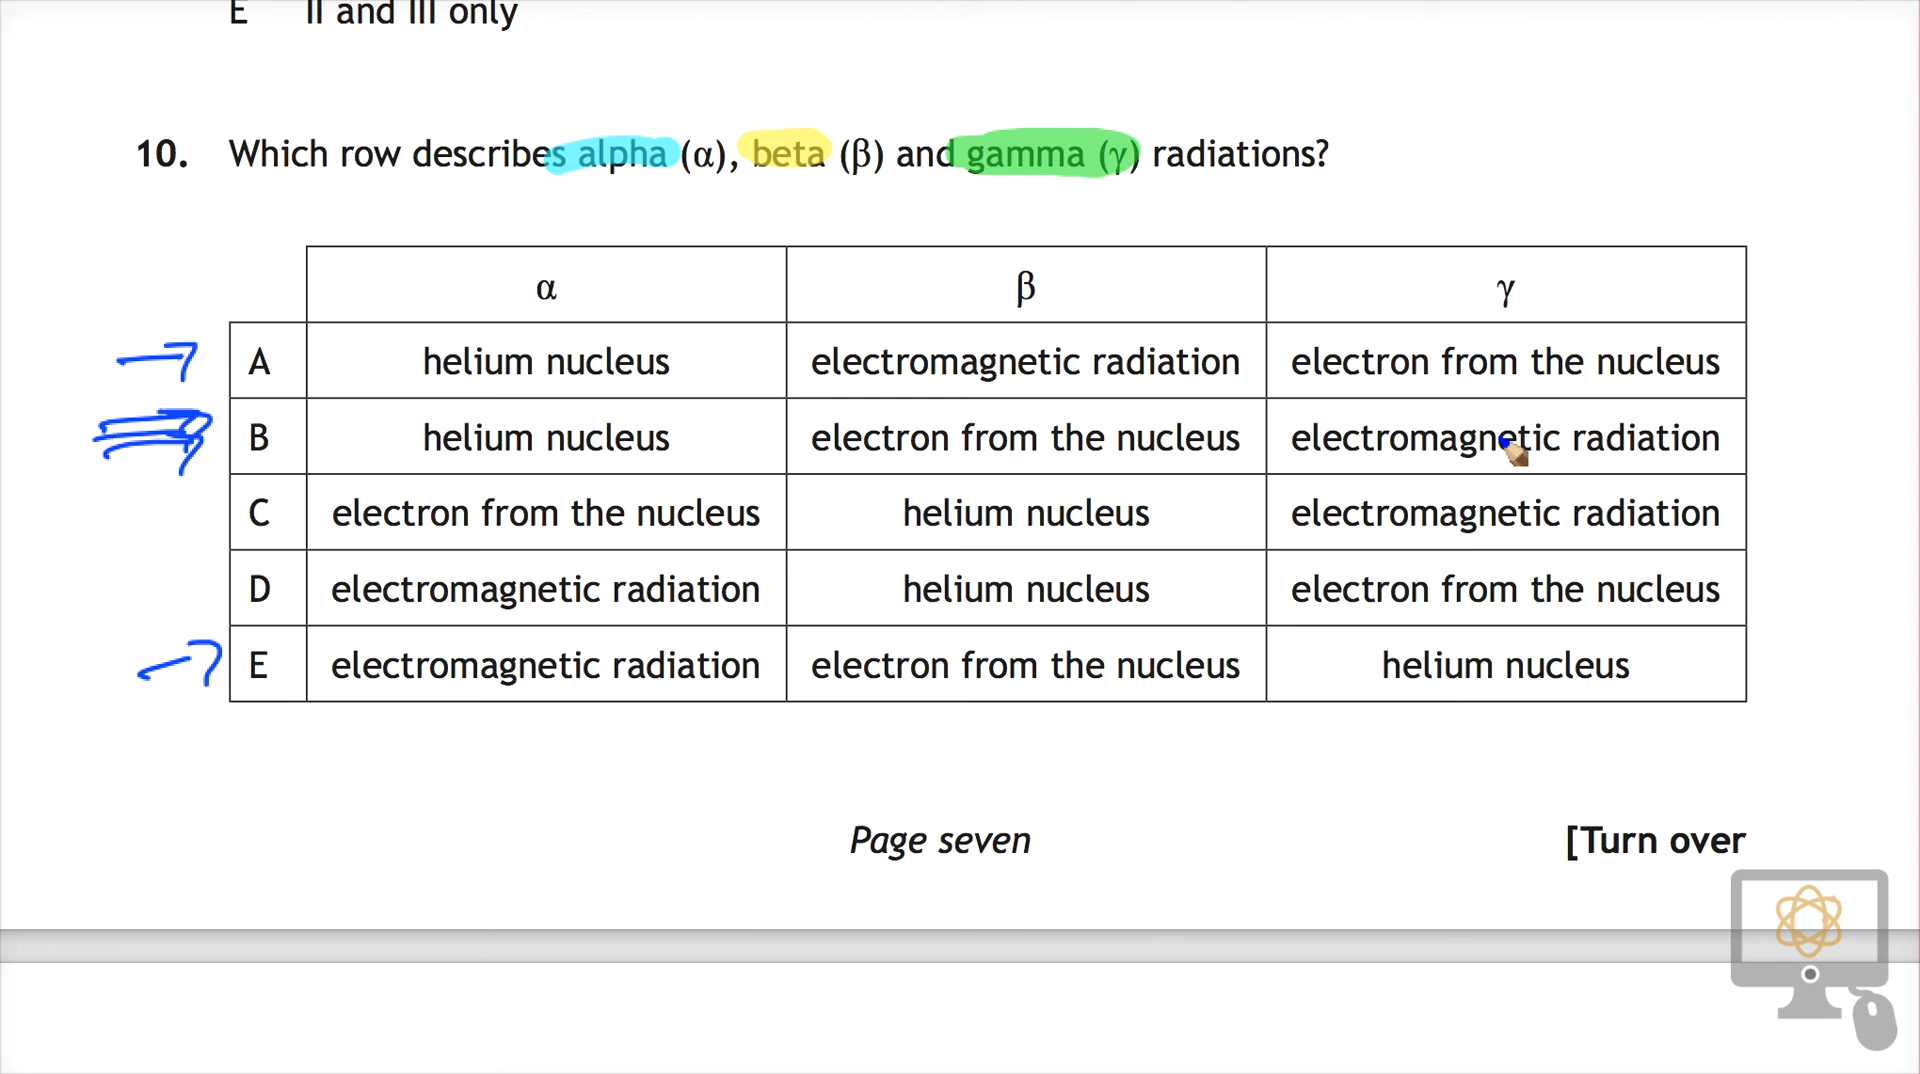 E II and III only
10. Which row describes alpha (α), beta (β) and gamma (γ) radiations?
α β γ
A helium nucleus electromagnetic radiation electron from the nucleus
B helium nucleus electron from the nucleus electromagnetic radiation
C electron from the nucleus helium nucleus electromagnetic radiation
D electromagnetic radiation helium nucleus electron from the nucleus
E electromagnetic radiation electron from the nucleus helium nucleus
Page seven [Turn over